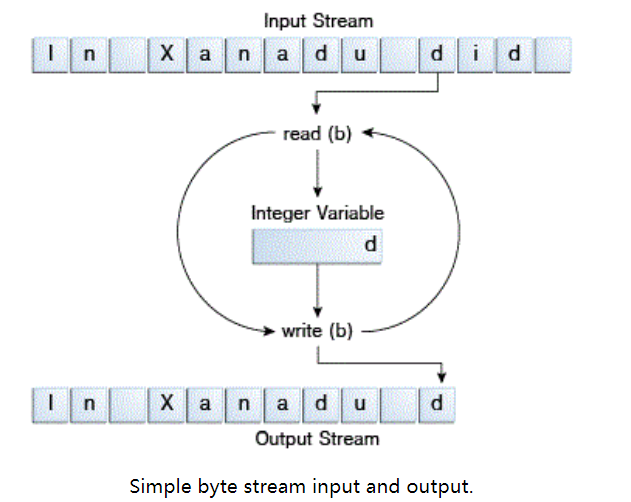 Input Stream
I n   X a n a d u   d i d
read (b)
Integer Variable
d
write (b)
I n   X a n a d u   d
Output Stream
Simple byte stream input and output.